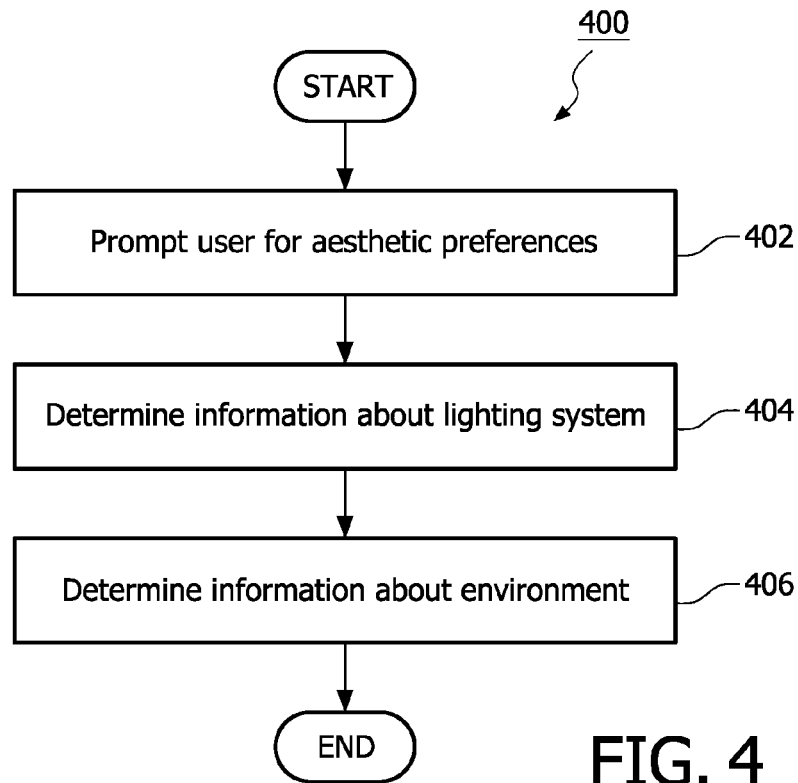 400
START
Prompt user for aesthetic preferences
402
Determine information about lighting system
404
Determine information about environment
406
END
FIG. 4